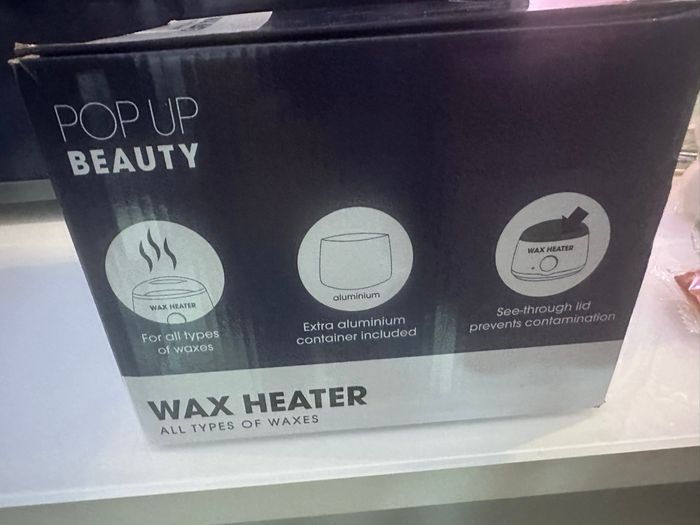 POP UP
BEAUTY
WAX HEATER
For all types
of waxes
aluminium
Extra aluminium
container included
WAX HEATER
See-through lid
prevents contamination
WAX HEATER
ALL TYPES OF WAXES